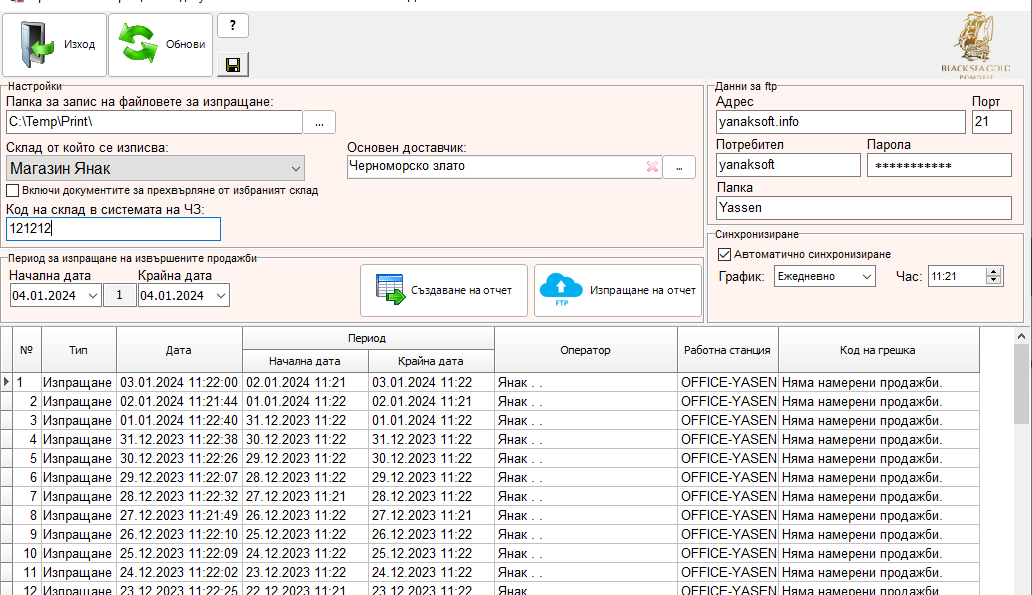 Изход
Обнови
?
BLACK SEA GOLD
POMORIE
Настройки
Папка за запис на файловете за изпращане:
C:\Temp\Print\
...
Склад от който се изписва:
Магазин Янак
Основен доставчик:
Черноморско злато
...
Включи документите за прехвърляне от избраният склад
Код на склад в системата на ЧЗ:
121212
Данни за ftp
Адрес
Порт
yanaksoft.info
21
Потребител
Парола
yanaksoft
***********
Папка
Yassen
Период за изпращане на извършените продажби
Начална дата
Крайна дата
04.01.2024
1
04.01.2024
Създаване на отчет
FTP
Изпращане на отчет
Синхронизиране
Автоматично синхронизиране
График:
Ежедневно
Час:
11:21
№ Тип Дата Период Оператор Работна станция Код на грешка
Начална дата Крайна дата
1 Изпращане 03.01.2024 11:22:00 02.01.2024 11:21 03.01.2024 11:22 Янак . . OFFICE-YASEN Няма намерени продажби.
2 Изпращане 02.01.2024 11:21:44 01.01.2024 11:22 02.01.2024 11:21 Янак . . OFFICE-YASEN Няма намерени продажби.
3 Изпращане 01.01.2024 11:22:40 31.12.2023 11:22 01.01.2024 11:22 Янак . . OFFICE-YASEN Няма намерени продажби.
4 Изпращане 31.12.2023 11:22:38 30.12.2023 11:22 31.12.2023 11:22 Янак . . OFFICE-YASEN Няма намерени продажби.
5 Изпращане 30.12.2023 11:22:26 29.12.2023 11:22 30.12.2023 11:22 Янак . . OFFICE-YASEN Няма намерени продажби.
6 Изпращане 29.12.2023 11:22:07 28.12.2023 11:22 29.12.2023 11:22 Янак . . OFFICE-YASEN Няма намерени продажби.
7 Изпращане 28.12.2023 11:22:32 27.12.2023 11:21 28.12.2023 11:22 Янак . . OFFICE-YASEN Няма намерени продажби.
8 Изпращане 27.12.2023 11:21:49 26.12.2023 11:22 27.12.2023 11:21 Янак . . OFFICE-YASEN Няма намерени продажби.
9 Изпращане 26.12.2023 11:22:10 25.12.2023 11:22 26.12.2023 11:22 Янак . . OFFICE-YASEN Няма намерени продажби.
10 Изпращане 25.12.2023 11:22:09 24.12.2023 11:22 25.12.2023 11:22 Янак . . OFFICE-YASEN Няма намерени продажби.
11 Изпращане 24.12.2023 11:22:02 23.12.2023 11:22 24.12.2023 11:22 Янак . . OFFICE-YASEN Няма намерени продажби.
12 Изпращане 23.12.2023 11:22:25 22.12.2023 11:21 23.12.2023 11:22 Янак . . OFFICE-YASEN Няма намерени продажби.